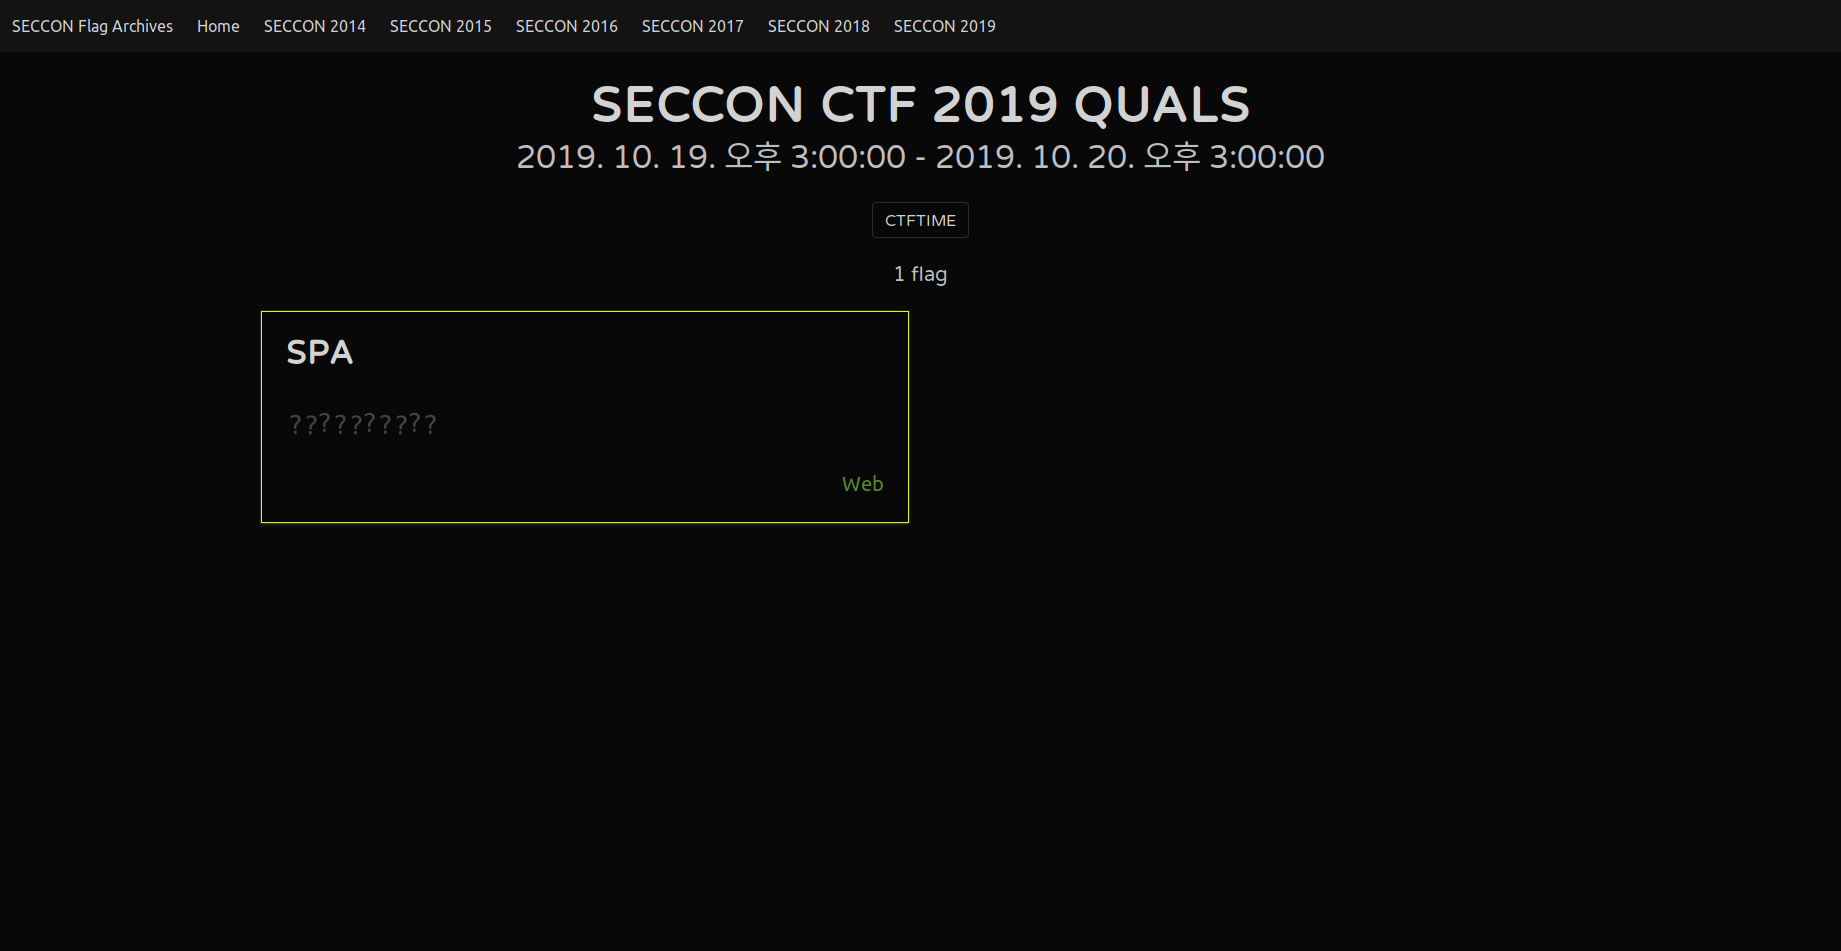 SECCON Flag Archives Home SECCON 2014 SECCON 2015 SECCON 2016 SECCON 2017 SECCON 2018 SECCON 2019
SECCON CTF 2019 QUALS
2019. 10. 19. 오후 3:00:00 - 2019. 10. 20. 오후 3:00:00
CTFTIME
1 flag
SPA
??????????
Web